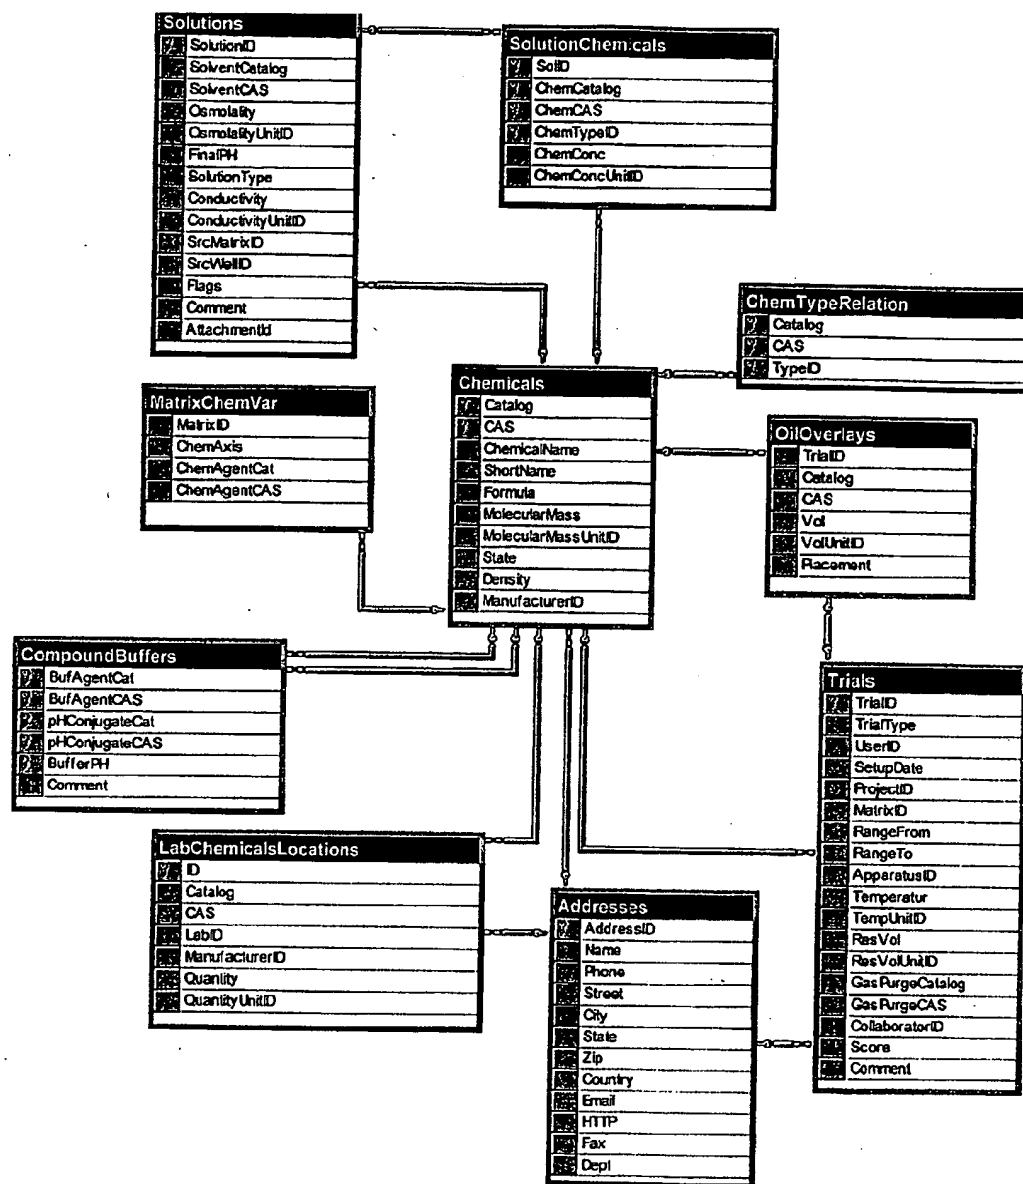 Solutions
SolutionID
SolventCatalog
SolventCAS
Osmolality
OsmolalityUnitID
FinalPH
SolutionType
Conductivity
ConductivityUnitID
SrcMatrixID
SrcWellID
Flags
Comment
AttachmentId
SolutionChemicals
SolID
ChemCatalog
ChemCAS
ChemTypeID
ChemConc
ChemConcUnitID
ChemTypeRelation
Catalog
CAS
TypeID
Chemicals
Catalog
CAS
ChemicalName
ShortName
Formula
MolecularMass
MolecularMassUnitID
State
Density
ManufacturerID
MatrixChemVar
MatrixID
ChemAxis
ChemAgentCat
ChemAgentCAS
OilOverlays
TrialID
Catalog
CAS
Vol
VolUnitID
Placement
CompoundBuffers
BufAgentCat
BufAgentCAS
pHConjugateCat
pHConjugateCAS
BufferPH
Comment
Trials
TrialID
TrialType
UserID
SetupDate
ProjectID
MatrixID
RangeFrom
RangeTo
ApparatusID
Temperatur
TempUnitID
ResVol
ResVolUnitID
GasPurgeCatalog
GasPurgeCAS
CollaboratorID
Score
Comment
LabChemicalsLocations
ID
Catalog
CAS
LabID
ManufacturerID
Quantity
QuantityUnitID
Addresses
AddressID
Name
Phone
Street
City
State
Zip
Country
Email
HTTP
Fax
Dept